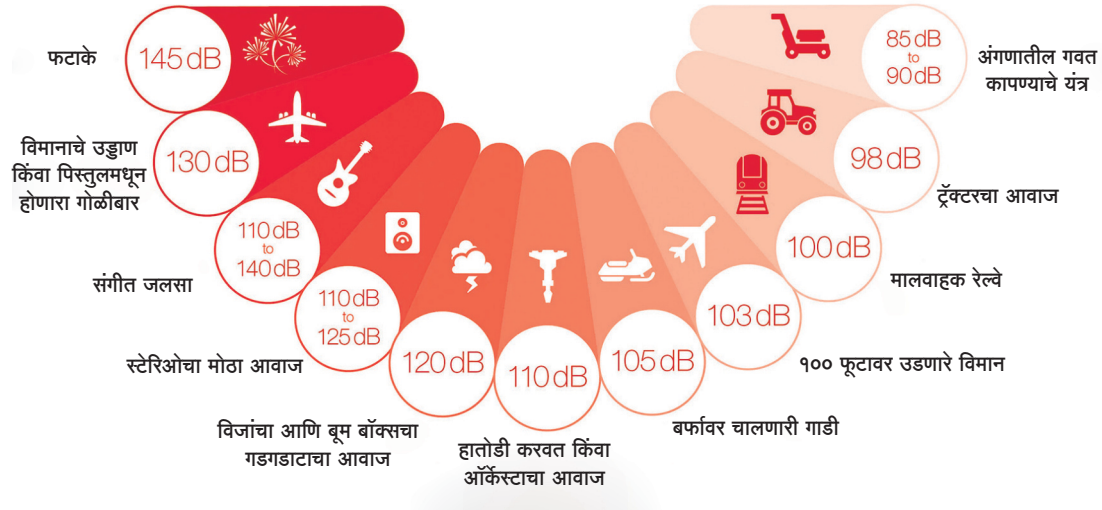 फटाके
145 dB
विमानाचे उड्डाण
किंवा पिस्तुलमधून
होणारा गोळीबार
130 dB
संगीत जलसा
110 dB
to
140 dB
स्टेरिओचा मोठा आवाज
110 dB
to
125 dB
विजांचा आणि बूम बॉक्सचा
गडगडाटाचा आवाज
120 dB
हातोडी करवत किंवा
ऑर्केस्टाचा आवाज
110 dB
बर्फावर चालणारी गाडी
105 dB
१०० फूटावर उडणारे विमान
103 dB
मालवाहक रेल्वे
100 dB
ट्रॅक्टरचा आवाज
98 dB
अंगणातील गवत
कापण्याचे यंत्र
85 dB
to
90 dB